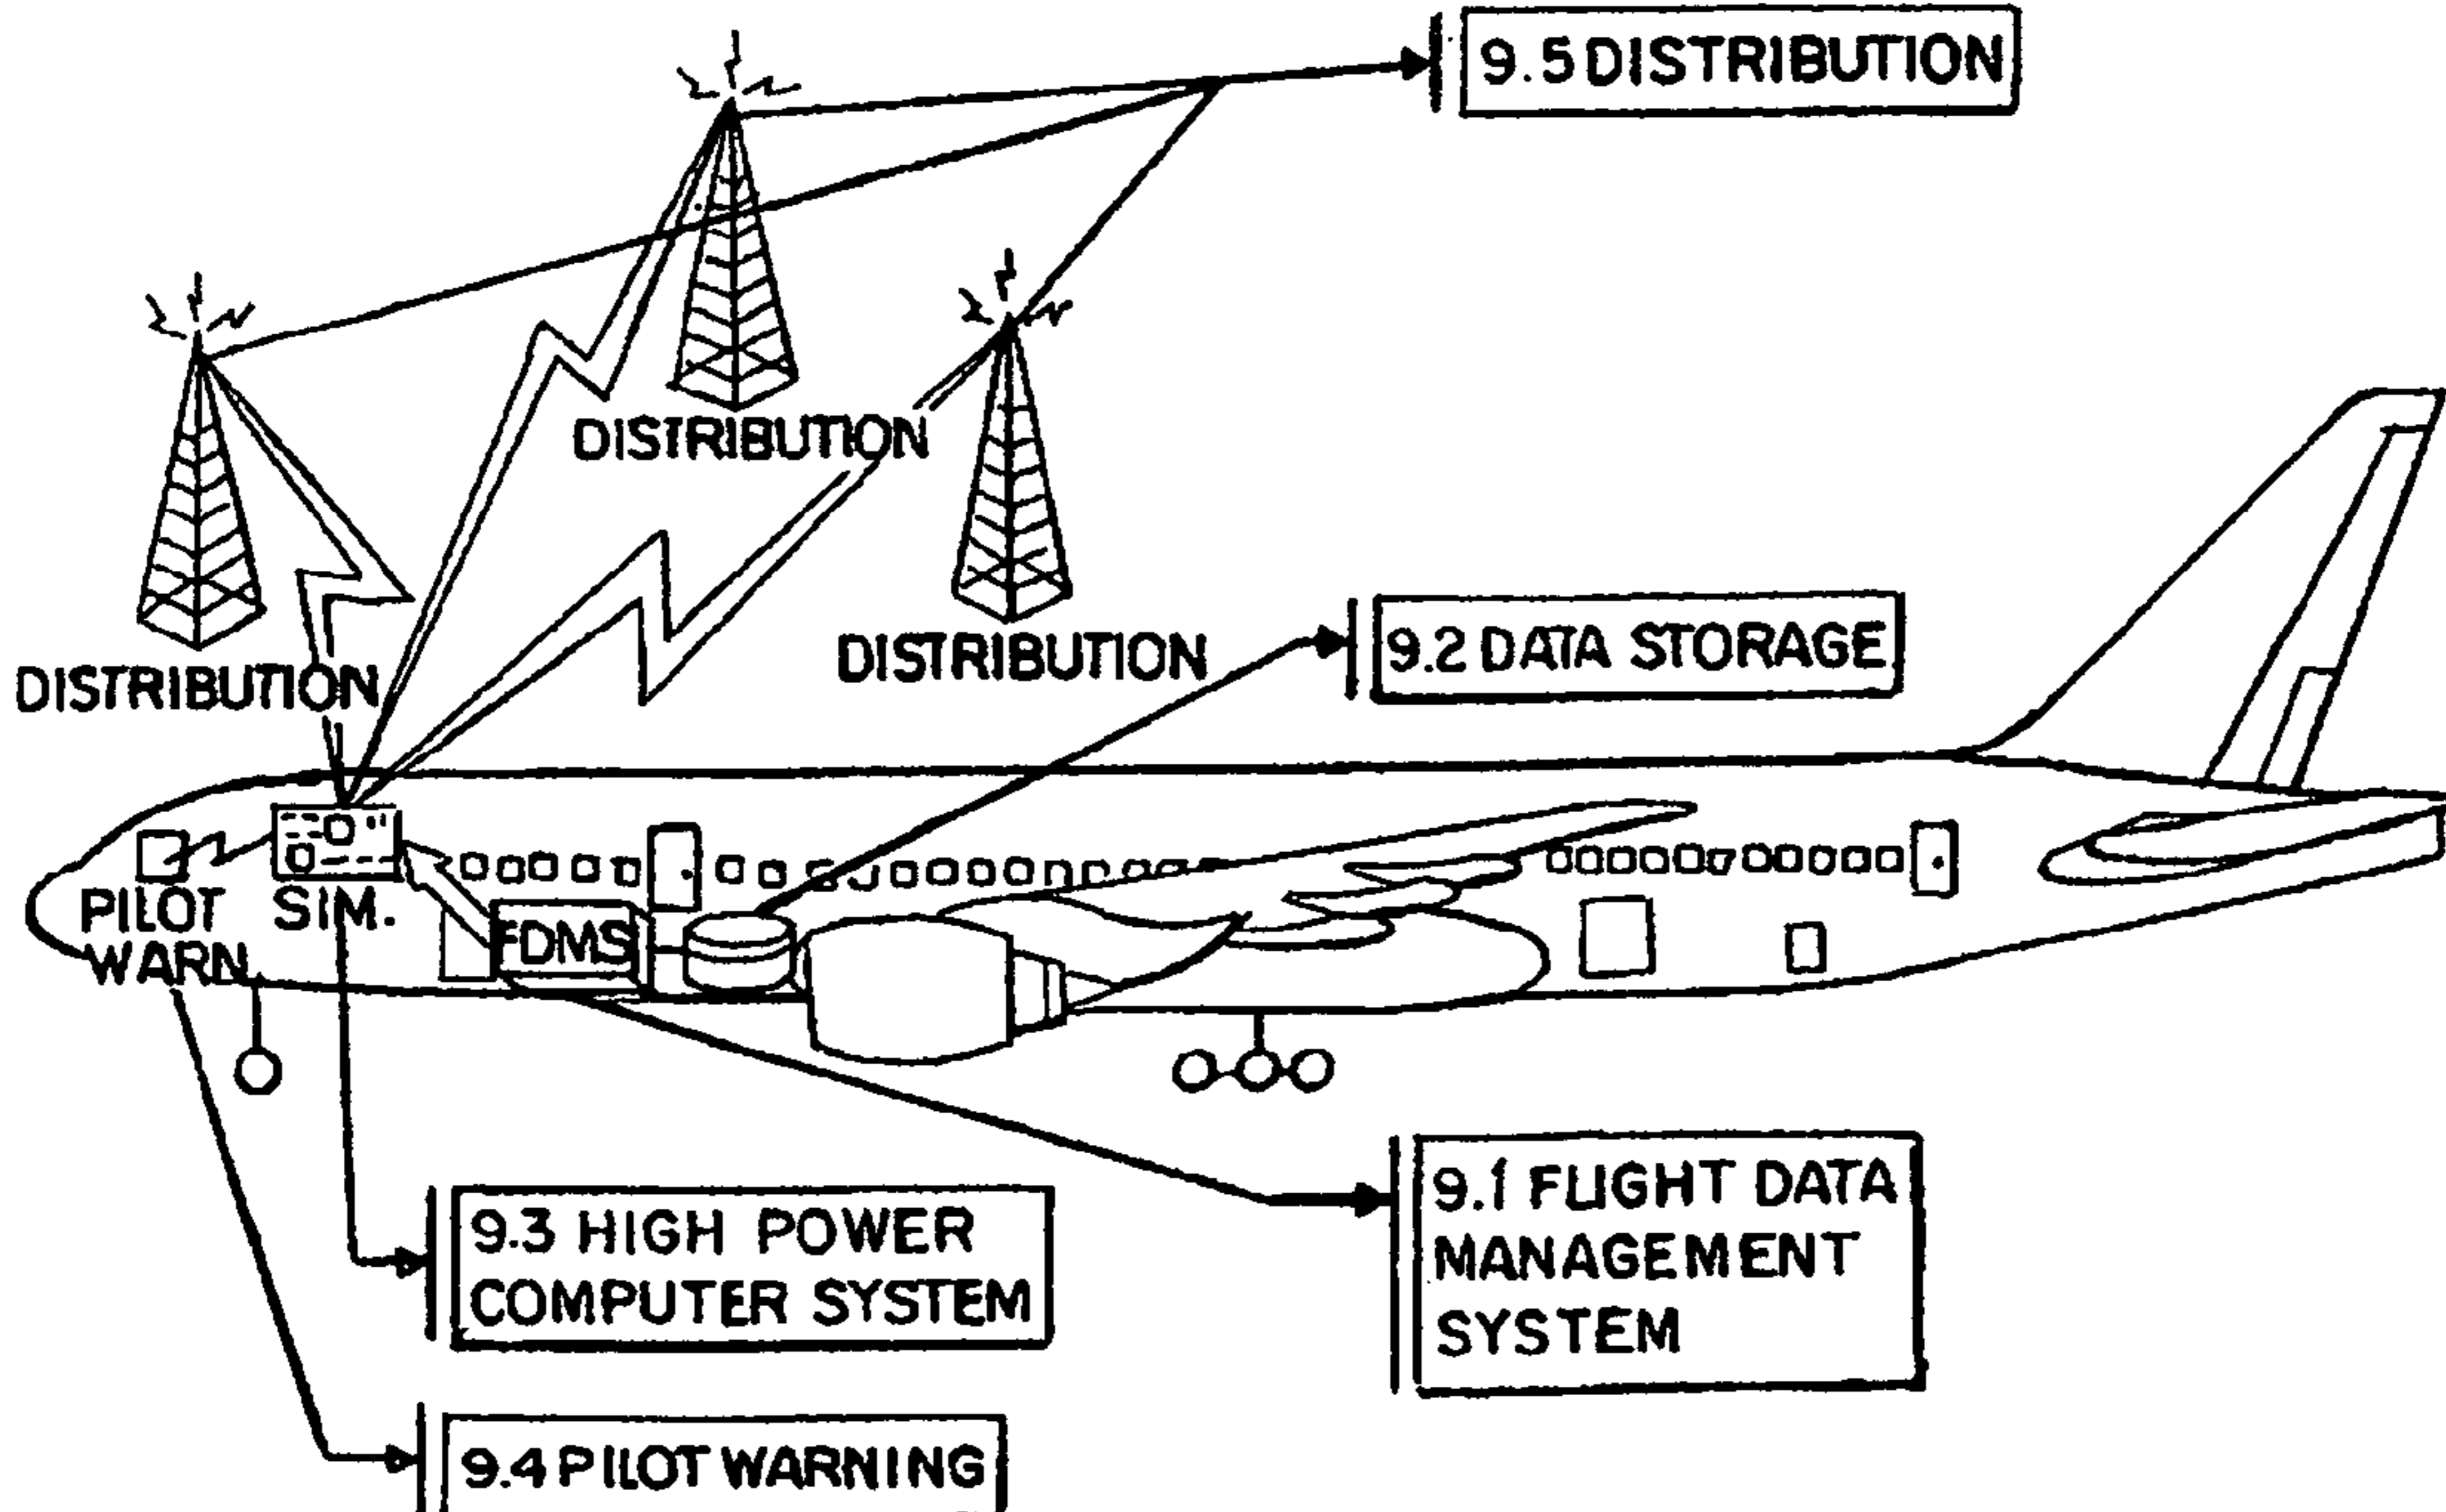 9.5 DISTRIBUTION
DISTRIBUTION
DISTRIBUTION
DISTRIBUTION
9.2 DATA STORAGE
PILOT
WARN
SIM.
FDMS
9.1 FLIGHT DATA
MANAGEMENT
SYSTEM
9.3 HIGH POWER
COMPUTER SYSTEM
9.4 PILOT WARNING